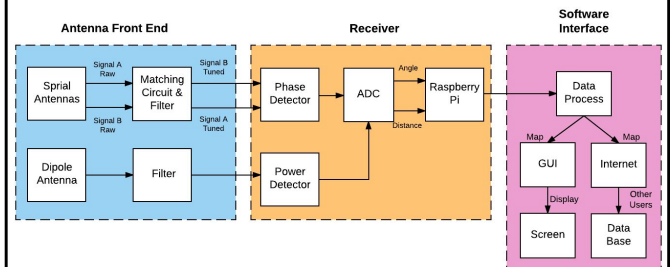 Antenna Front End
Receiver
Software
Interface
Signal A
Raw
Signal B
Raw
Signal B
Tuned
Signal A
Tuned
Sprial
Antennas
Matching
Circuit &
Filter
Dipole
Antenna
Filter
Phase
Detector
ADC
Angle
Distance
Raspberry
Pi
Power
Detector
Data
Process
Map
Map
GUI
Internet
Display
Other
Users
Screen
Data
Base